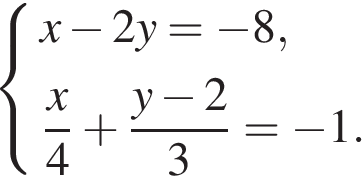 x − 2y = −8,
x/4 + (y − 2)/3 = −1.